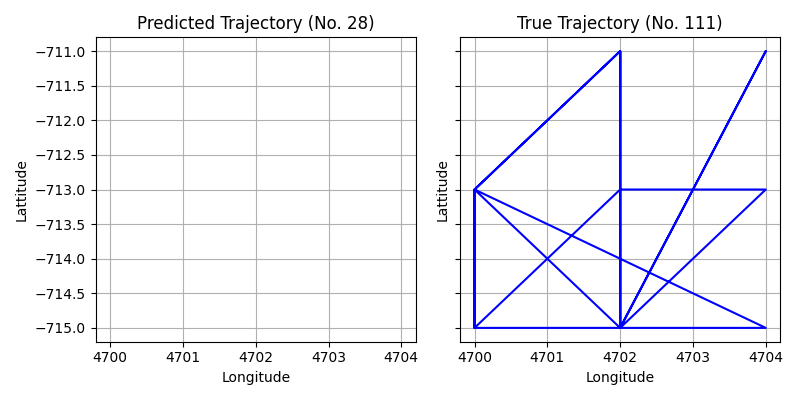 Predicted Trajectory (No. 28)
True Trajectory (No. 111)
Lattitude
−711.0
−711.5
−712.0
−712.5
−713.0
−713.5
−714.0
−714.5
−715.0
4700 4701 4702 4703 4704
Longitude
Lattitude
4700 4701 4702 4703 4704
Longitude